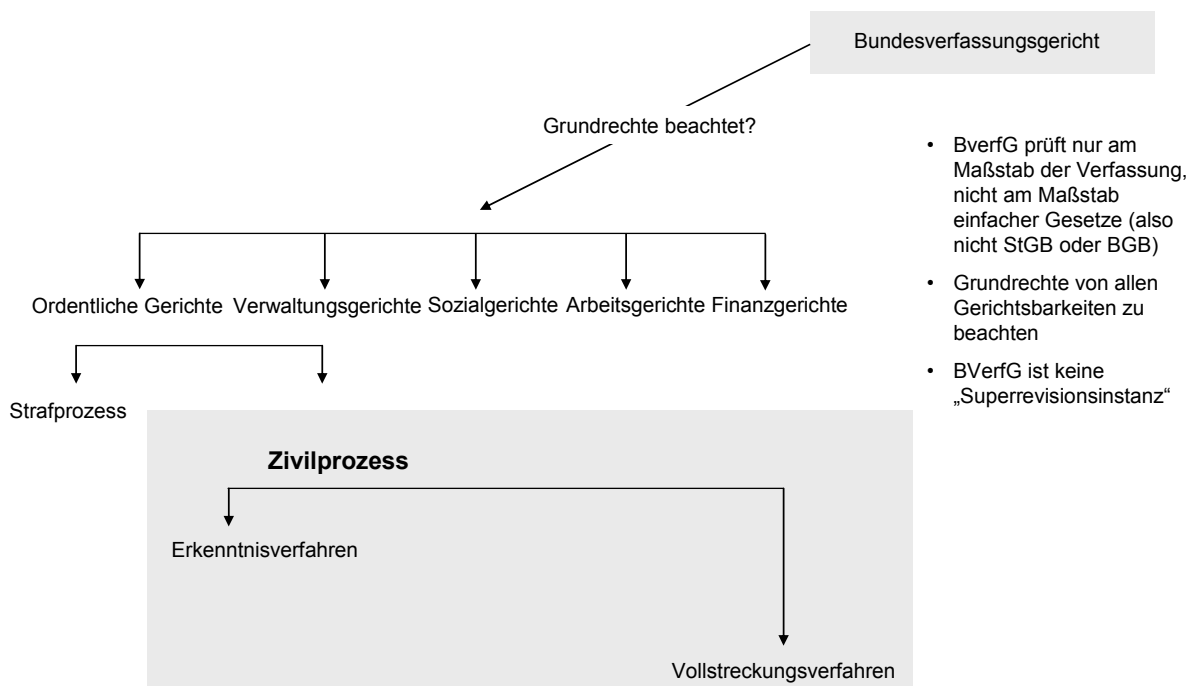 Bundesverfassungsgericht
Grundrechte beachtet?
• BverfG prüft nur am
Maßstab der Verfassung,
nicht am Maßstab
einfacher Gesetze (also
nicht StGB oder BGB)
• Grundrechte von allen
Gerichtsbarkeiten zu
beachten
• BVerfG ist keine
„Superrevisionsinstanz“
Ordentliche Gerichte Verwaltungsgerichte Sozialgerichte Arbeitsgerichte Finanzgerichte
Strafprozess
Zivilprozess
Erkenntnisverfahren
Vollstreckungsverfahren